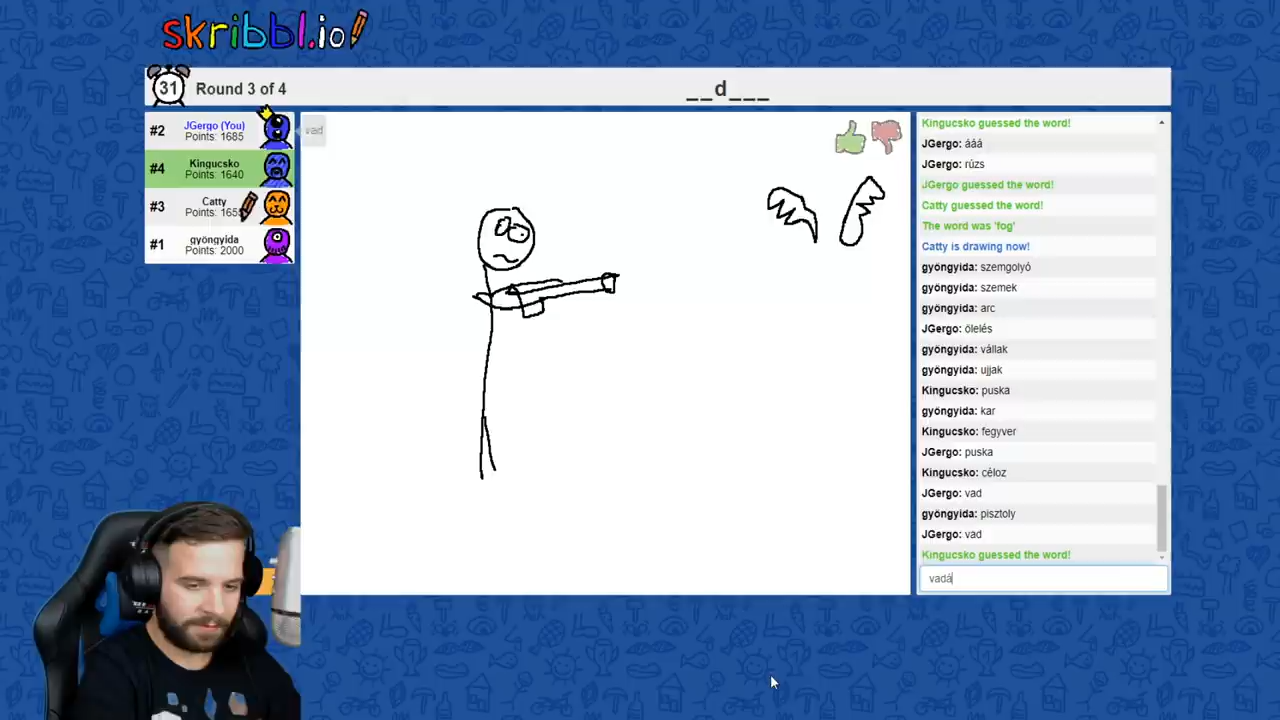 skribbl.io
31
Round 3 of 4
__d___
#2
JGergo (You)
Points: 1685
vad
#4
Kingucsko
Points: 1640
#3
Catty
Points: 1655
#1
gyöngyida
Points: 2000
Kingucsko guessed the word!
JGergo: ááá
JGergo: rúzs
JGergo guessed the word!
Catty guessed the word!
The word was 'fog'
Catty is drawing now!
gyöngyida: szemgolyó
gyöngyida: szemek
gyöngyida: arc
JGergo: ölelés
gyöngyida: vállak
gyöngyida: ujjak
Kingucsko: puska
gyöngyida: kar
Kingucsko: fegyver
JGergo: puska
Kingucsko: céloz
JGergo: vad
gyöngyida: pisztoly
JGergo: vad
Kingucsko guessed the word!
vadá